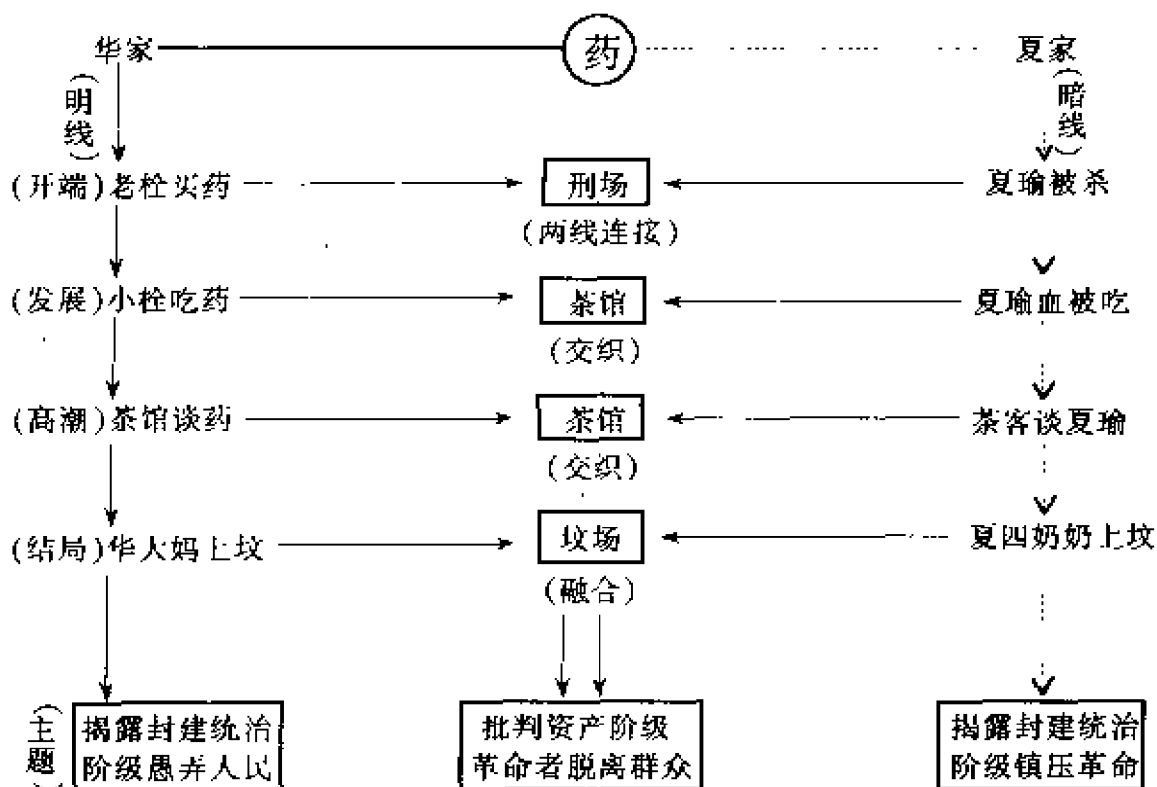 华家 药 夏家
(明线) (暗线)
(开端)老栓买药 刑场 夏瑜被杀
(两线连接)
(发展)小栓吃药 茶馆 夏瑜血被吃
(交织)
(高潮)茶馆谈药 茶馆 茶客谈夏瑜
(交织)
(结局)华大妈上坟 坟场 夏四奶奶上坟
(融合)
(主题)
揭露封建统治
阶级愚弄人民
批判资产阶级
革命者脱离群众
揭露封建统治
阶级镇压革命